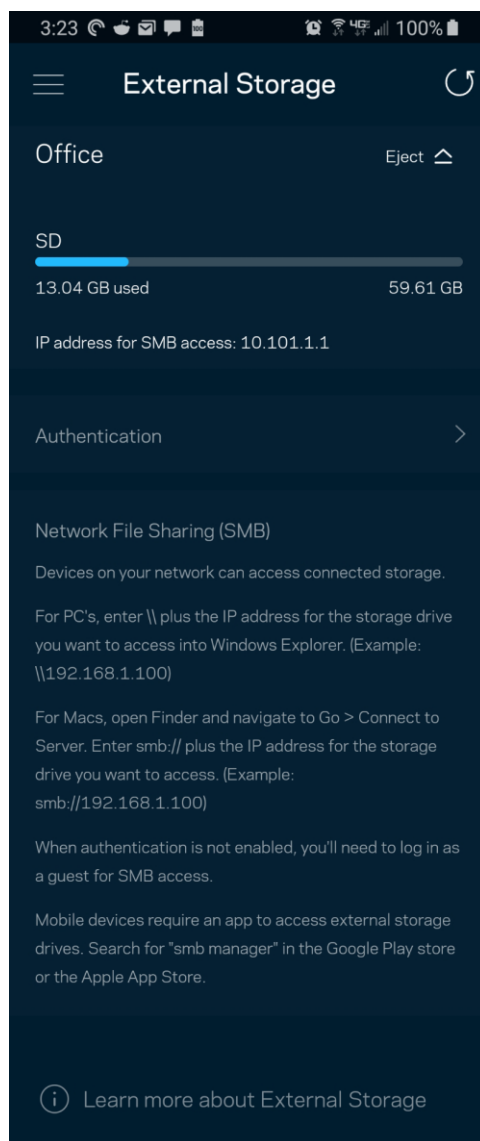 3:23 4GE 100%
External Storage
Office
Eject
SD
13.04 GB used 59.61 GB
IP address for SMB access: 10.101.1.1
Authentication
Network File Sharing (SMB)
Devices on your network can access connected storage.
For PC's, enter \\ plus the IP address for the storage drive
you want to access into Windows Explorer. (Example:
\\192.168.1.100)
For Macs, open Finder and navigate to Go > Connect to
Server. Enter smb:// plus the IP address for the storage
drive you want to access. (Example:
smb://192.168.1.100)
When authentication is not enabled, you'll need to log in as
a guest for SMB access.
Mobile devices require an app to access external storage
drives. Search for "smb manager" in the Google Play store
or the Apple App Store.
Learn more about External Storage